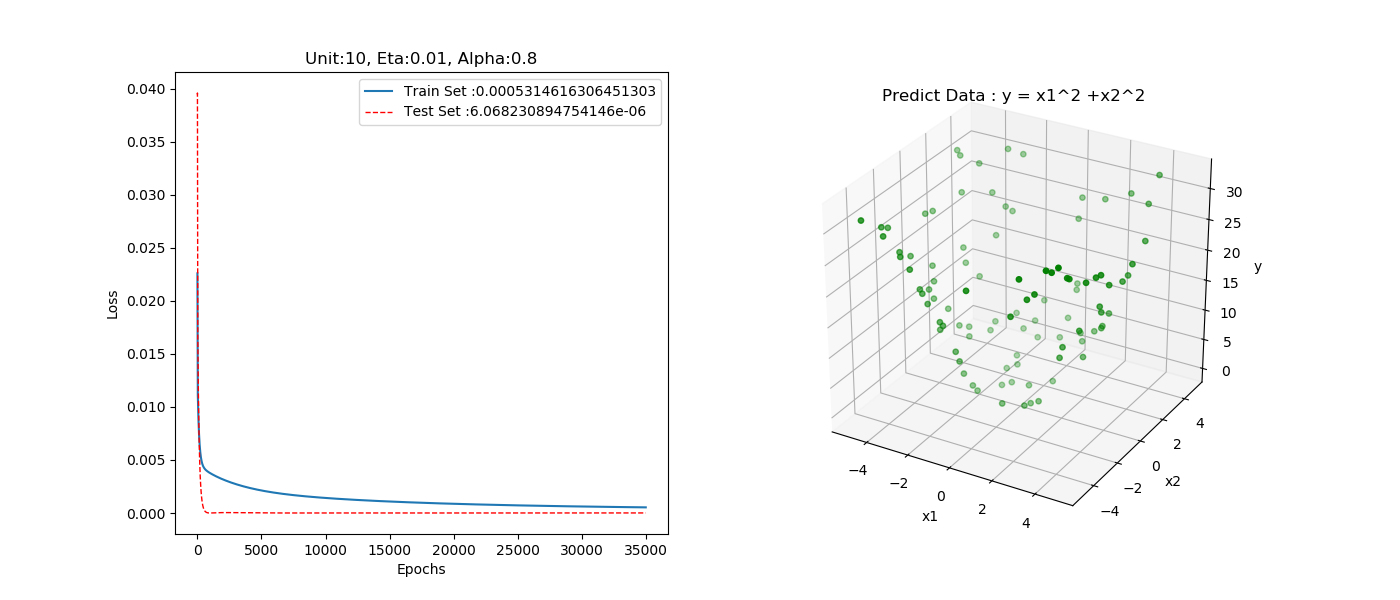 Unit:10, Eta:0.01, Alpha:0.8
Train Set :0.0005314616306451303
Test Set :6.068230894754146e-06
0.040
0.035
0.030
0.025
0.020
0.015
0.010
0.005
0.000
Loss
0 5000 10000 15000 20000 25000 30000 35000
Epochs
Predict Data : y = x1^2 +x2^2
30
25
20
15
10
5
0
y
−4 −2 0 2 4
x1
−4 −2 0 2 4
x2